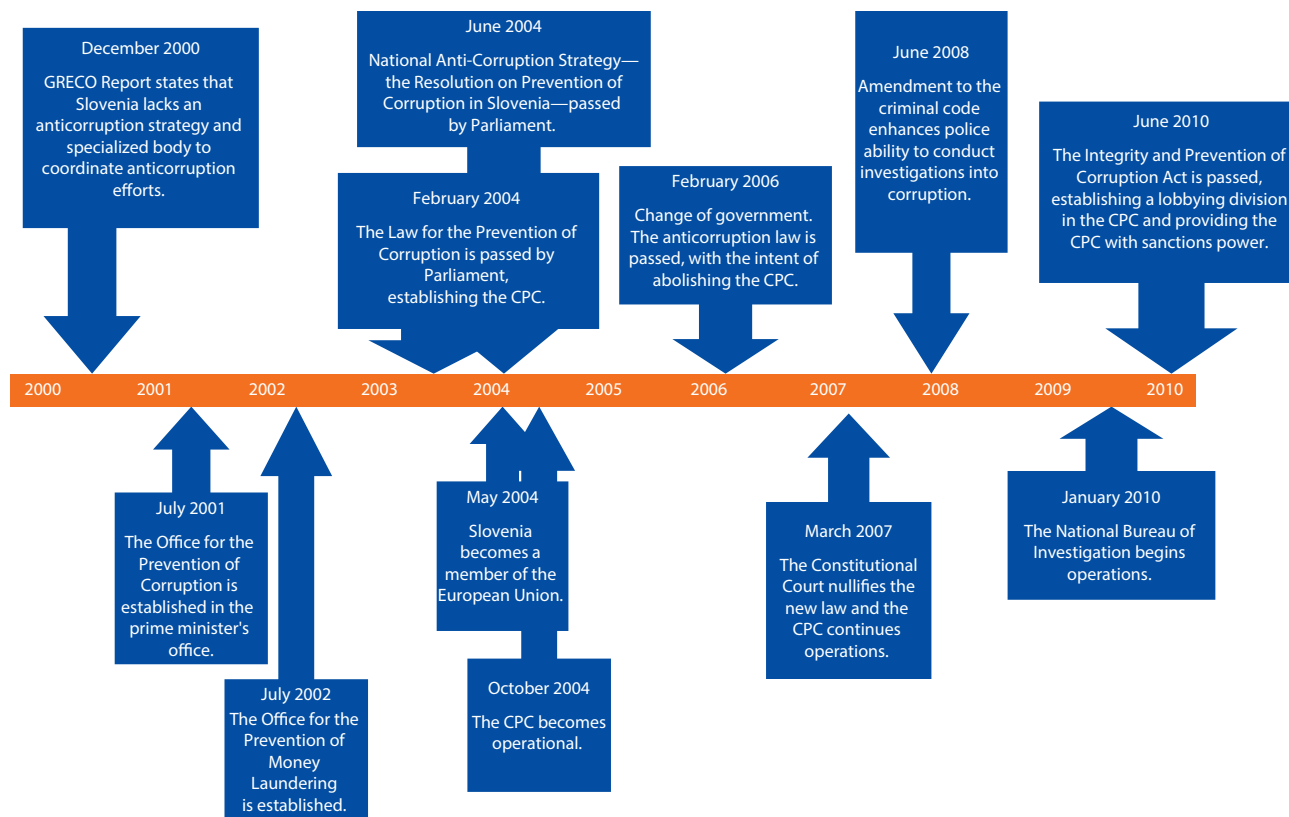 December 2000
GRECO Report states that
Slovenia lacks an
anticorruption strategy and
specialized body to
coordinate anticorruption
efforts.
June 2004
National Anti-Corruption Strategy—
the Resolution on Prevention of
Corruption in Slovenia—passed
by Parliament.
February 2004
The Law for the Prevention of
Corruption is passed by
Parliament,
establishing the CPC.
February 2006
Change of government.
The anticorruption law is
passed, with the intent of
abolishing the CPC.
June 2008
Amendment to the
criminal code
enhances police
ability to conduct
investigations into
corruption.
June 2010
The Integrity and Prevention of
Corruption Act is passed,
establishing a lobbying division
in the CPC and providing the
CPC with sanctions power.
2000 2001 2002 2003 2004 2005 2006 2007 2008 2009 2010
July 2001
The Office for the
Prevention of
Corruption is
established in the
prime minister's
office.
July 2002
The Office for the
Prevention of
Money
Laundering
is established.
May 2004
Slovenia
becomes a
member of the
European Union.
October 2004
The CPC becomes
operational.
March 2007
The Constitutional
Court nullifies the
new law and the
CPC continues
operations.
January 2010
The National Bureau of
Investigation begins
operations.